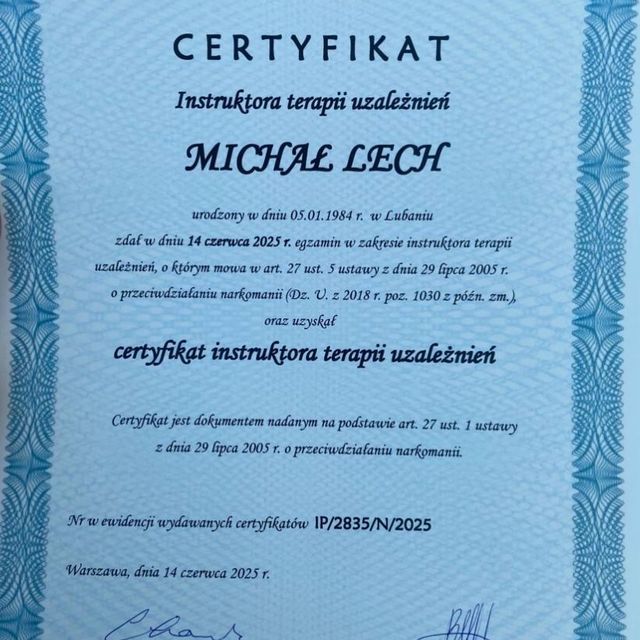 CERTYFIKAT
Instruktora terapii uzależnień
MICHAŁ LECH
urodzony w dniu 05.01.1984 r. w Lubaniu
zdał w dniu 14 czerwca 2025 r. egzamin w zakresie instruktora terapii
uzależnień, o którym mowa w art. 27 ust. 5 ustawy z dnia 29 lipca 2005 r.
o przeciwdziałaniu narkomanii (Dz. U. z 2018 r. poz. 1030 z późn. zm.),
oraz uzyskał
certyfikat instruktora terapii uzależnień
Certyfikat jest dokumentem nadanym na podstawie art. 27 ust. 1 ustawy
z dnia 29 lipca 2005 r. o przeciwdziałaniu narkomanii.
Nr w ewidencji wydawanych certyfikatów IP/2835/N/2025
Warszawa, dnia 14 czerwca 2025 r.